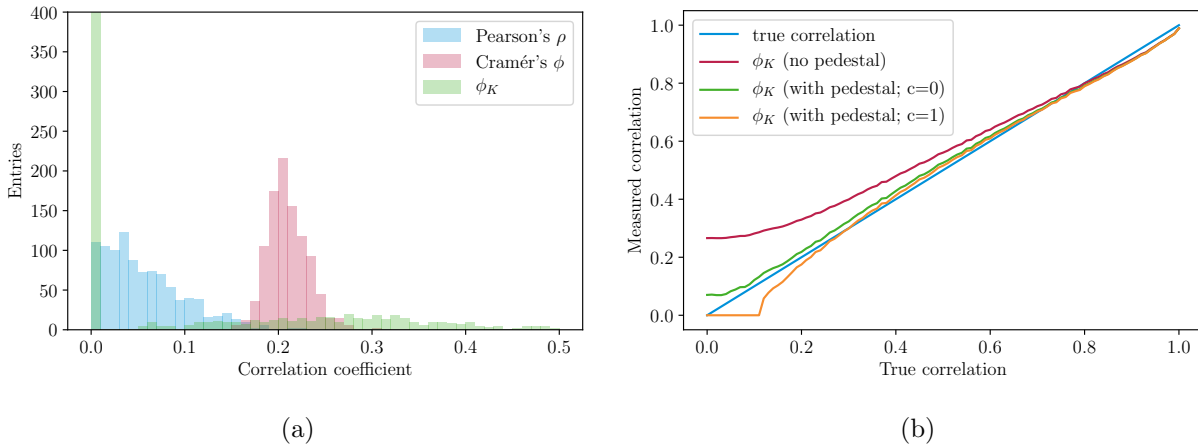 400
350
300
250
200
150
100
50
0
Entries
0.0 0.1 0.2 0.3 0.4 0.5
Correlation coefficient
Pearson's ρ
Cramér's ϕ
ϕK
(a)
1.0
0.8
0.6
0.4
0.2
0.0
Measured correlation
0.0 0.2 0.4 0.6 0.8 1.0
True correlation
true correlation
ϕK (no pedestal)
ϕK (with pedestal; c=0)
ϕK (with pedestal; c=1)
(b)